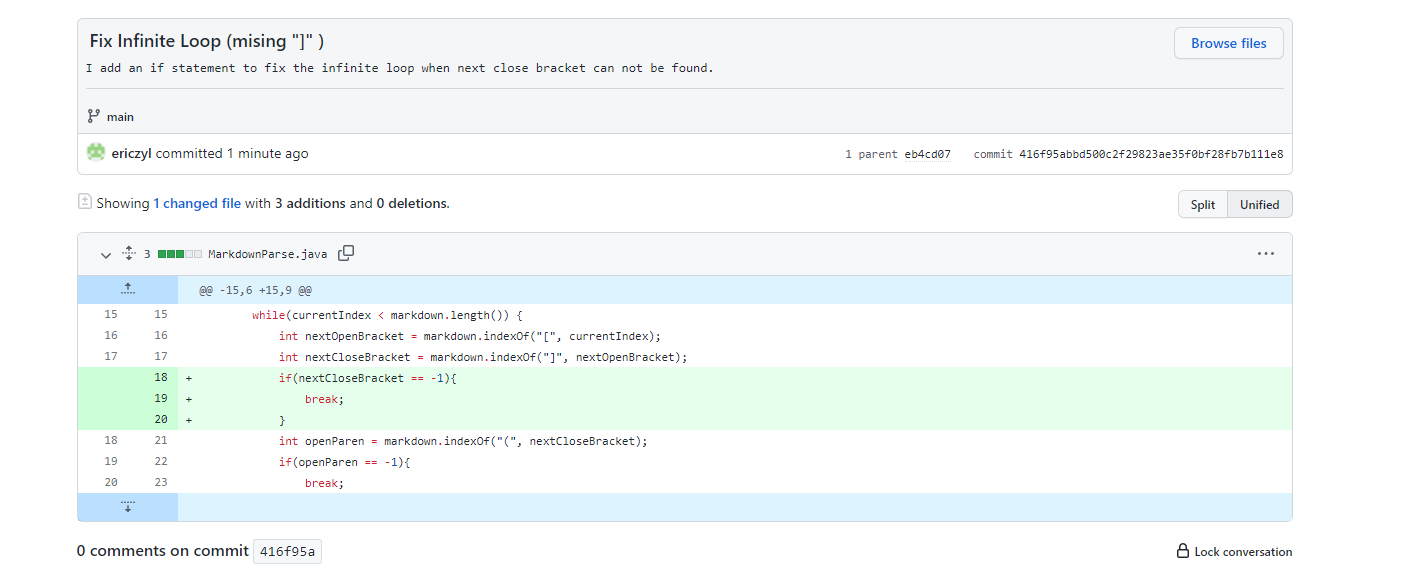 Fix Infinite Loop (mising "]" )
Browse files
I add an if statement to fix the infinite loop when next close bracket can not be found.
main
ericzyl committed 1 minute ago
1 parent eb4cd07 commit 416f95abbd500c2f29823ae35f0bf28fb7b111e8
Showing 1 changed file with 3 additions and 0 deletions.
Split Unified
3 MarkdownParse.java
@@ -15,6 +15,9 @@
15 15 while(currentIndex < markdown.length()) {
16 16 int nextOpenBracket = markdown.indexOf("[", currentIndex);
17 17 int nextCloseBracket = markdown.indexOf("]", nextOpenBracket);
18 + if(nextCloseBracket == -1){
19 + break;
20 + }
18 21 int openParen = markdown.indexOf("(", nextCloseBracket);
19 22 if(openParen == -1){
20 23 break;
0 comments on commit 416f95a
Lock conversation